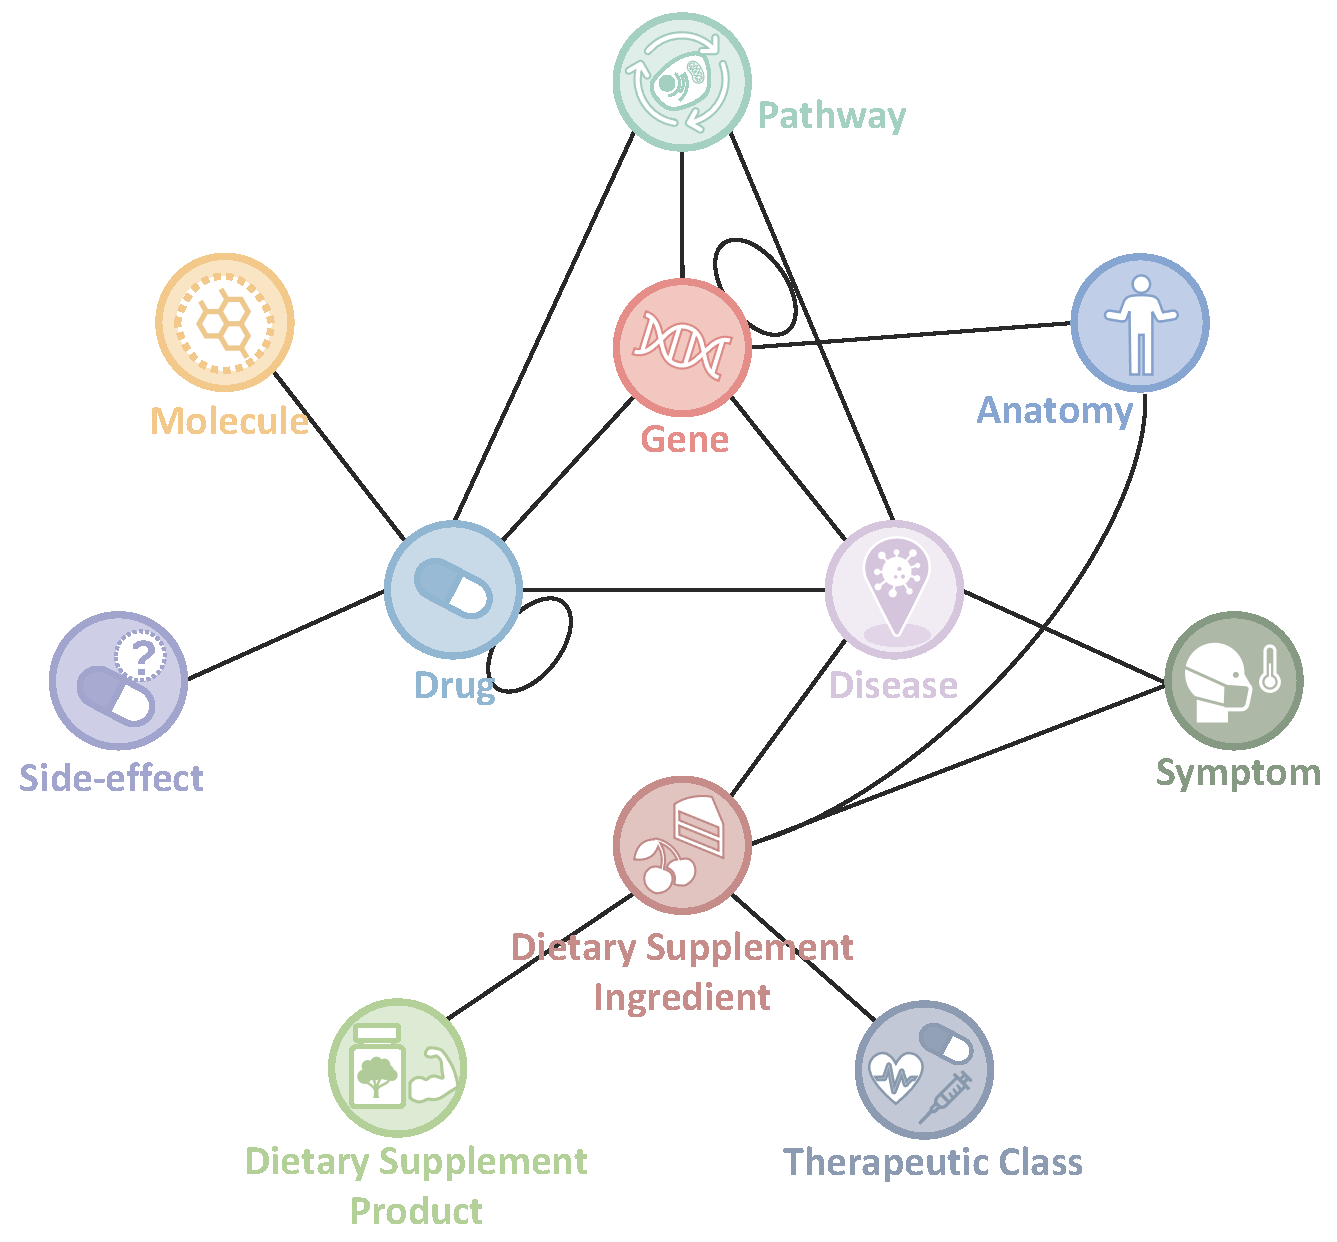 Pathway
Molecule
Gene
Anatomy
?
Drug
Disease
Side-effect
Symptom
Dietary Supplement
Ingredient
Dietary Supplement
Product
Therapeutic Class